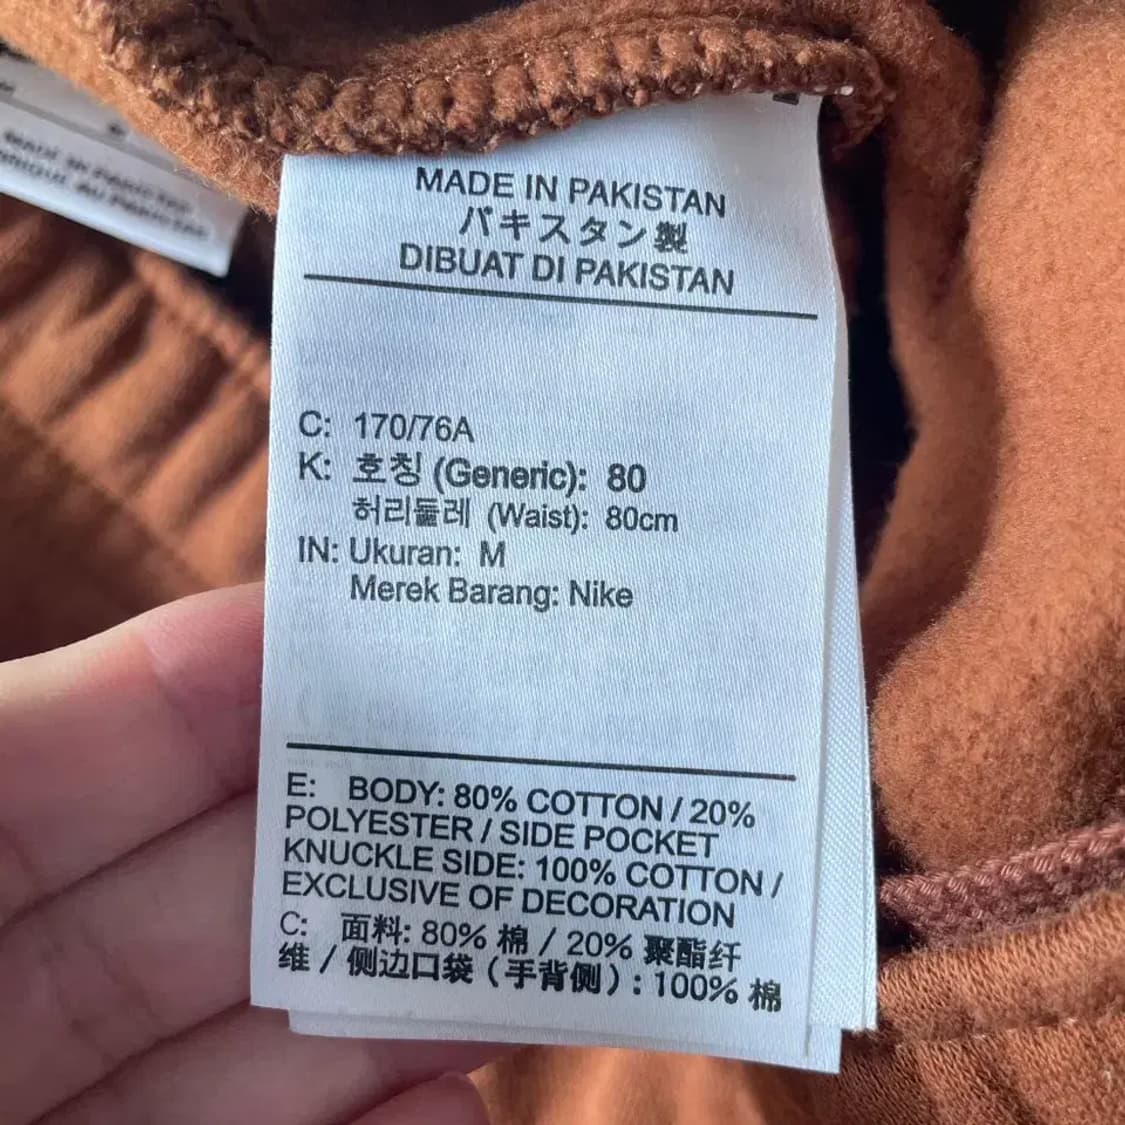 MADE IN PAKISTAN
パキスタン製
DIBUAT DI PAKISTAN
C: 170/76A
K: 호칭 (Generic): 80
허리둘레 (Waist): 80cm
IN: Ukuran: M
Merek Barang: Nike
E: BODY: 80% COTTON / 20%
POLYESTER / SIDE POCKET
KNUCKLE SIDE: 100% COTTON /
EXCLUSIVE OF DECORATION
C: 面料: 80% 棉 / 20% 聚酯纤
维 / 侧边口袋 (手背侧) : 100% 棉